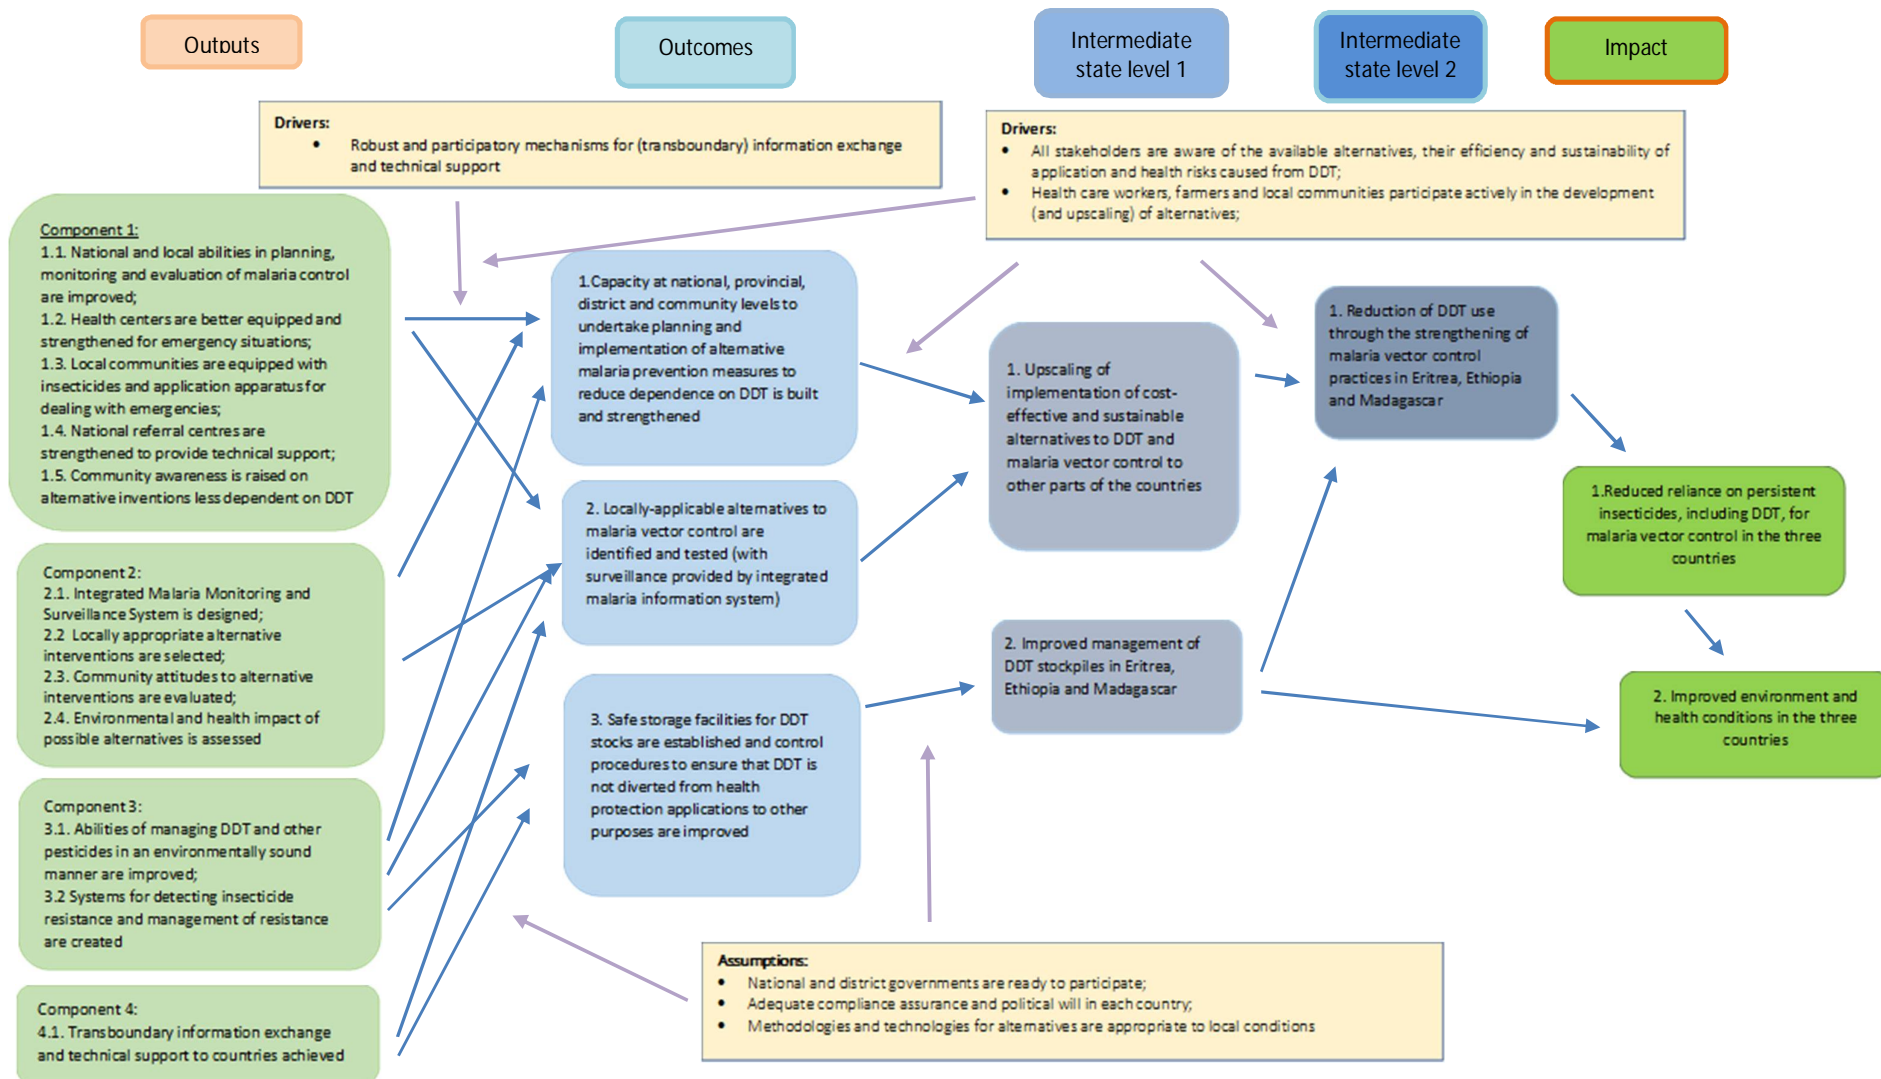 Outputs
Outcomes
Intermediate
state level 1
Intermediate
state level 2
Impact
Drivers:
• Robust and participatory mechanisms for (transboundary) information exchange
and technical support
Drivers:
• All stakeholders are aware of the available alternatives, their efficiency and sustainability of
application and health risks caused from DDT;
• Health care workers, farmers and local communities participate actively in the development
(and upscaling) of alternatives;
Component 1:
1.1. National and local abilities in planning,
monitoring and evaluation of malaria control
are improved;
1.2. Health centers are better equipped and
strengthened for emergency situations;
1.3. Local communities are equipped with
insecticides and application apparatus for
dealing with emergencies;
1.4. National referral centres are
strengthened to provide technical support;
1.5. Community awareness is raised on
alternative inventions less dependent on DDT
Component 2:
2.1. Integrated Malaria Monitoring and
Surveillance System is designed;
2.2 Locally appropriate alternative
interventions are selected;
2.3. Community attitudes to alternative
interventions are evaluated;
2.4. Environmental and health impact of
possible alternatives is assessed
Component 3:
3.1. Abilities of managing DDT and other
pesticides in an environmentally sound
manner are improved;
3.2 Systems for detecting insecticide
resistance and management of resistance
are created
Component 4:
4.1. Transboundary information exchange
and technical support to countries achieved
1.Capacity at national, provincial,
district and community levels to
undertake planning and
implementation of alternative
malaria prevention measures to
reduce dependence on DDT is built
and strengthened
2. Locally-applicable alternatives to
malaria vector control are
identified and tested (with
surveillance provided by integrated
malaria information system)
3. Safe storage facilities for DDT
stocks are established and control
procedures to ensure that DDT is
not diverted from health
protection applications to other
purposes are improved
1. Upscaling of
implementation of cost-
effective and sustainable
alternatives to DDT and
malaria vector control to
other parts of the countries
2. Improved management of
DDT stockpiles in Eritrea,
Ethiopia and Madagascar
1. Reduction of DDT use
through the strengthening of
malaria vector control
practices in Eritrea, Ethiopia
and Madagascar
1.Reduced reliance on persistent
insecticides, including DDT, for
malaria vector control in the three
countries
2. Improved environment and
health conditions in the three
countries
Assumptions:
• National and district governments are ready to participate;
• Adequate compliance assurance and political will in each country;
• Methodologies and technologies for alternatives are appropriate to local conditions